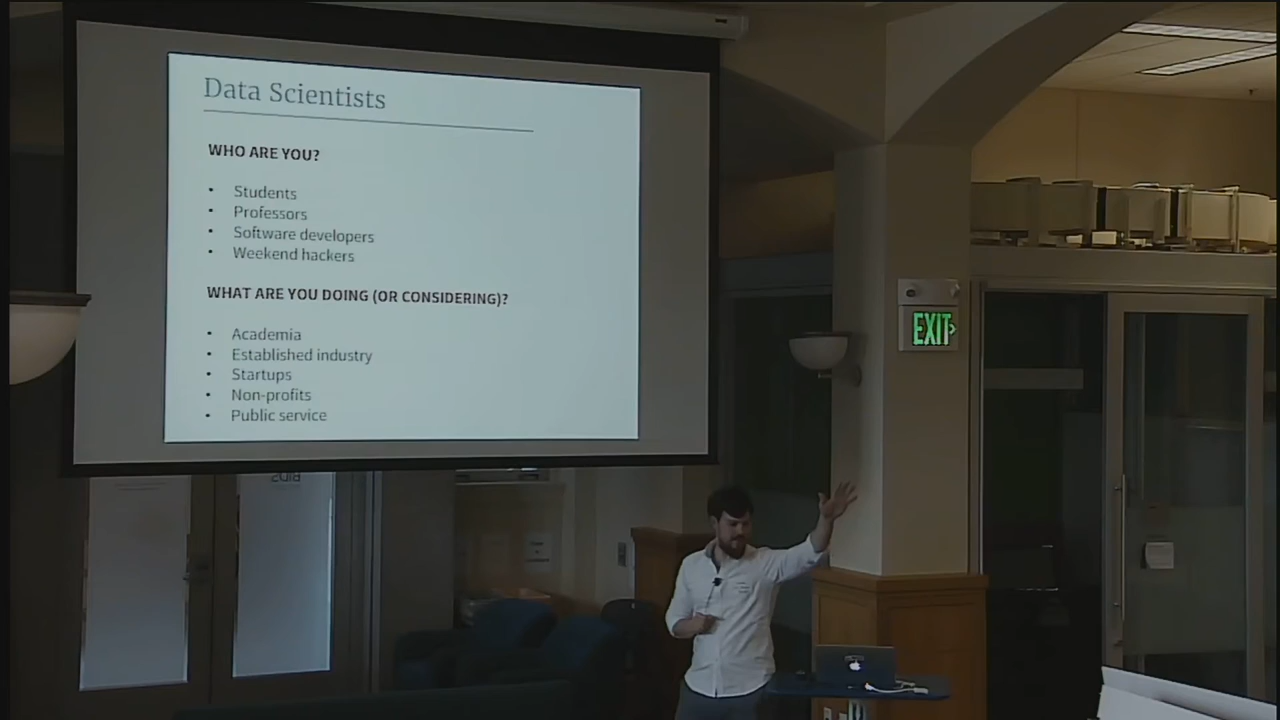 Data Scientists
WHO ARE YOU?
• Students
• Professors
• Software developers
• Weekend hackers
WHAT ARE YOU DOING (OR CONSIDERING)?
• Academia
• Established industry
• Startups
• Non-profits
• Public service
EXIT
BIDS